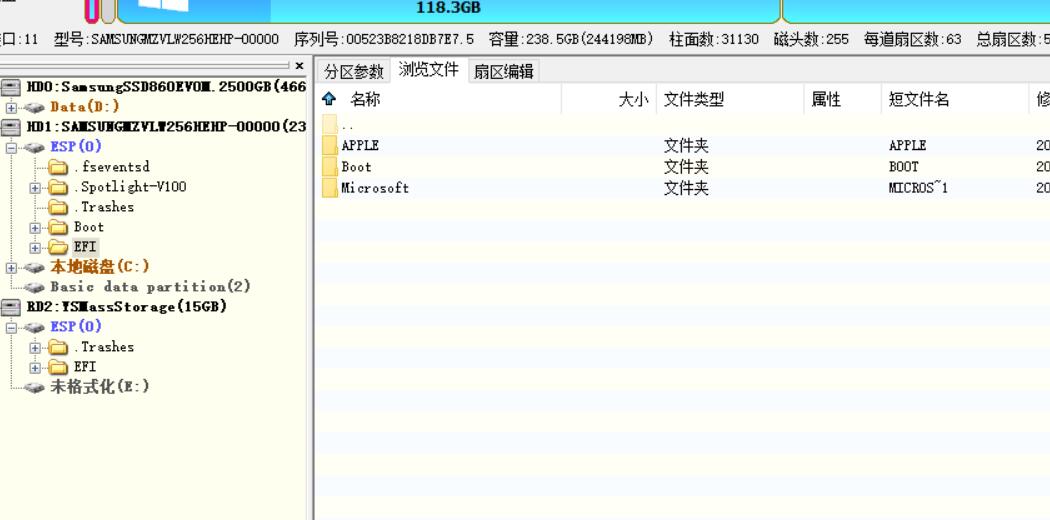 118.3GB
口:11 型号:SAMSUNGMZVLW256HEHP-00000 序列号:00523B8218DB7E7.5 容量:238.5GB(244198MB) 柱面数:31130 磁头数:255 每道扇区数:63 总扇区数:5
HD0:SamsungSSD860EVOM.2500GB(466
Data(D:)
HD1:SAMSUNGMZVLW256HEHP-00000(23
ESP(0)
.fseventsd
.Spotlight-V100
.Trashes
Boot
EFI
本地磁盘(C:)
Basic data partition(2)
RD2:YSMassStorage(15GB)
ESP(0)
.Trashes
EFI
未格式化(E:)
分区参数 浏览文件 扇区编辑
名称 大小 文件类型 属性 短文件名 修
..
APPLE 文件夹 APPLE 20
Boot 文件夹 BOOT 20
Microsoft 文件夹 MICROS~1 20